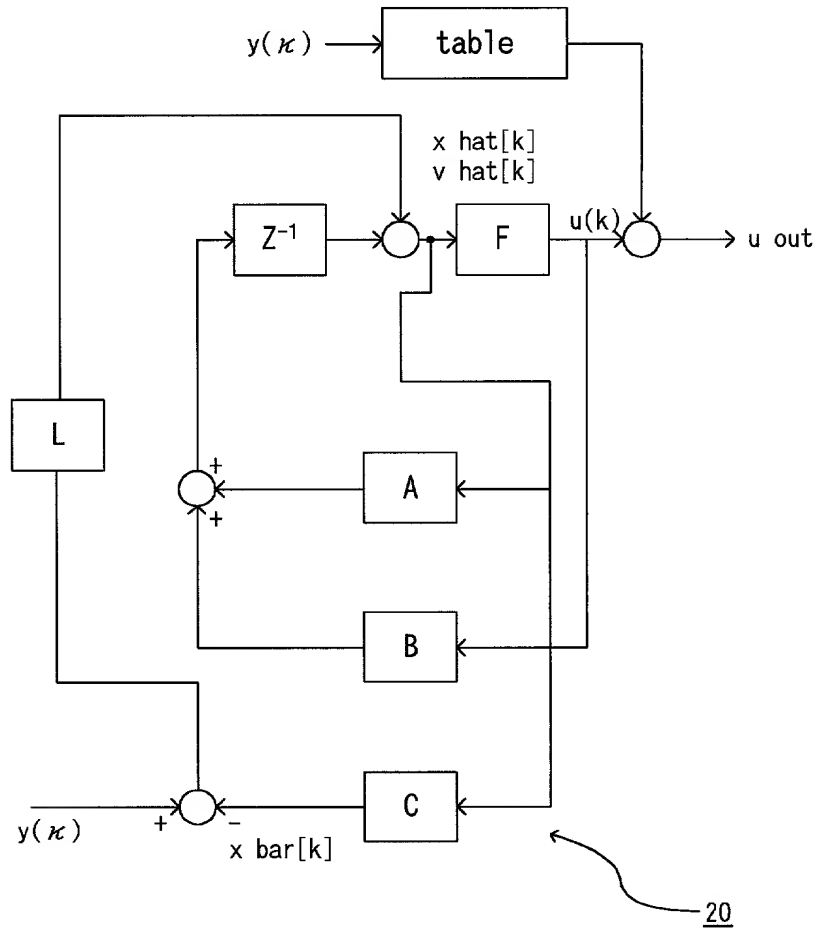 y(κ)
table
x hat[k]
v hat[k]
Z⁻¹
F
u(k)
u out
L
+
A
+
B
C
y(κ)
+
-
x bar[k]
20